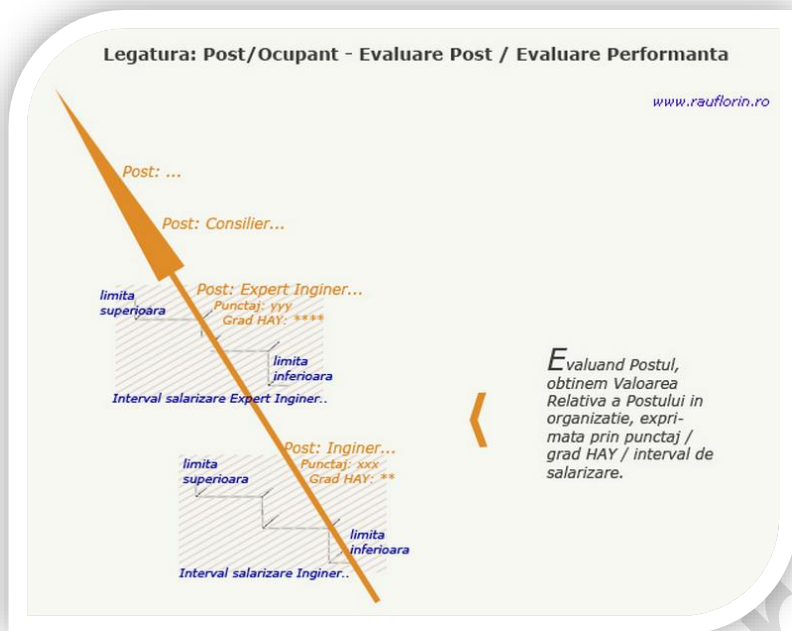 Legatura: Post/Ocupant - Evaluare Post / Evaluare Performanta
www.rauflorin.ro
Post: ...
Post: Consilier...
Post: Expert Inginer...
Punctaj: yyy
Grad HAY: ****
limita
superioara
limita
inferioara
Interval salarizare Expert Inginer..
Evaluand Postul,
obtinem Valoarea
Relativa a Postului in
organizatie, expri-
mata prin punctaj /
grad HAY / interval de
salarizare.
Post: Inginer...
Punctaj: xxx
Grad HAY: **
limita
superioara
limita
inferioara
Interval salarizare Inginer..